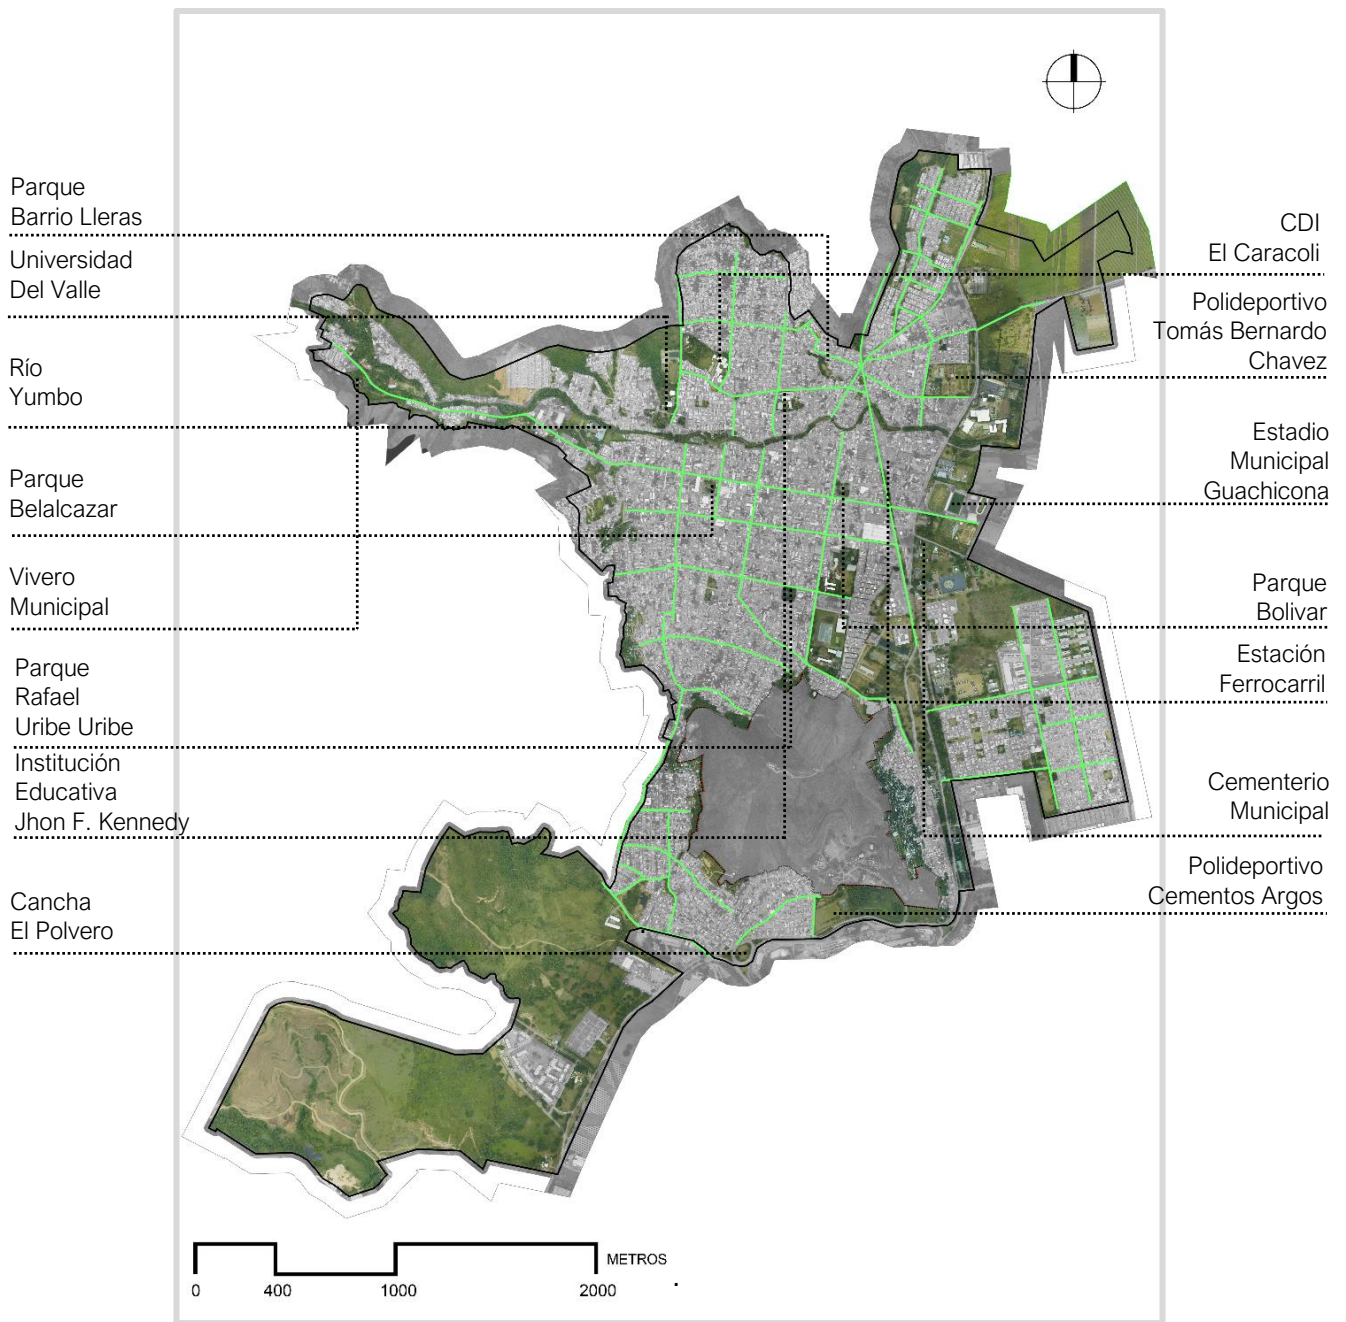 Parque
Barrio Lleras
Universidad
Del Valle
Río
Yumbo
Parque
Belalcazar
Vivero
Municipal
Parque
Rafael
Uribe Uribe
Institución
Educativa
Jhon F. Kennedy
Cancha
El Polvero
CDI
El Caracoli
Polideportivo
Tomás Bernardo
Chavez
Estadio
Municipal
Guachicona
Parque
Bolivar
Estación
Ferrocarril
Cementerio
Municipal
Polideportivo
Cementos Argos
METROS
0 400 1000 2000